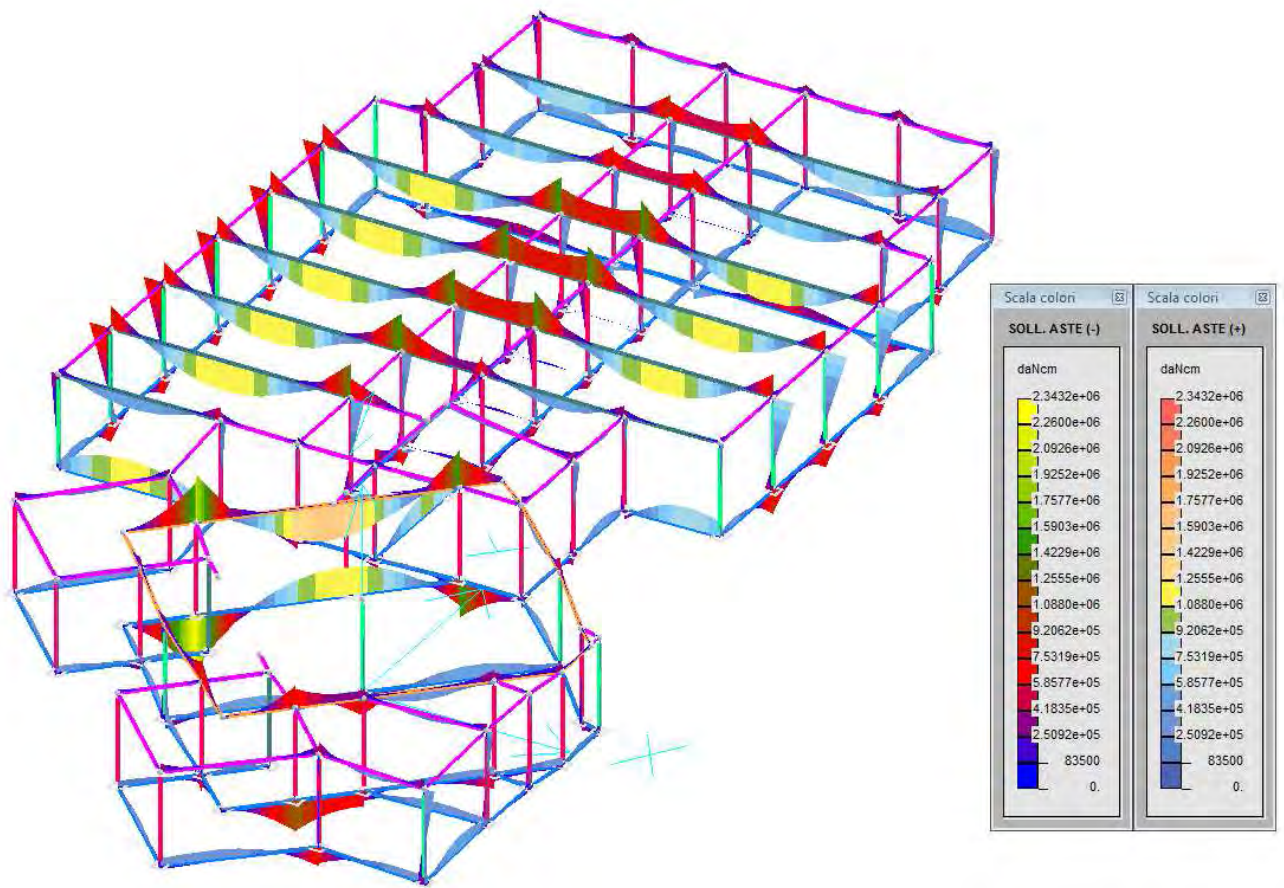 Scala colori
SOLL. ASTE (-)
daNcm
2.3432e+06
2.2600e+06
2.0926e+06
1.9252e+06
1.7577e+06
1.5903e+06
1.4229e+06
1.2555e+06
1.0880e+06
9.2062e+05
7.5319e+05
5.8577e+05
4.1835e+05
2.5092e+05
83500
0.
Scala colori
SOLL. ASTE (+)
daNcm
2.3432e+06
2.2600e+06
2.0926e+06
1.9252e+06
1.7577e+06
1.5903e+06
1.4229e+06
1.2555e+06
1.0880e+06
9.2062e+05
7.5319e+05
5.8577e+05
4.1835e+05
2.5092e+05
83500
0.